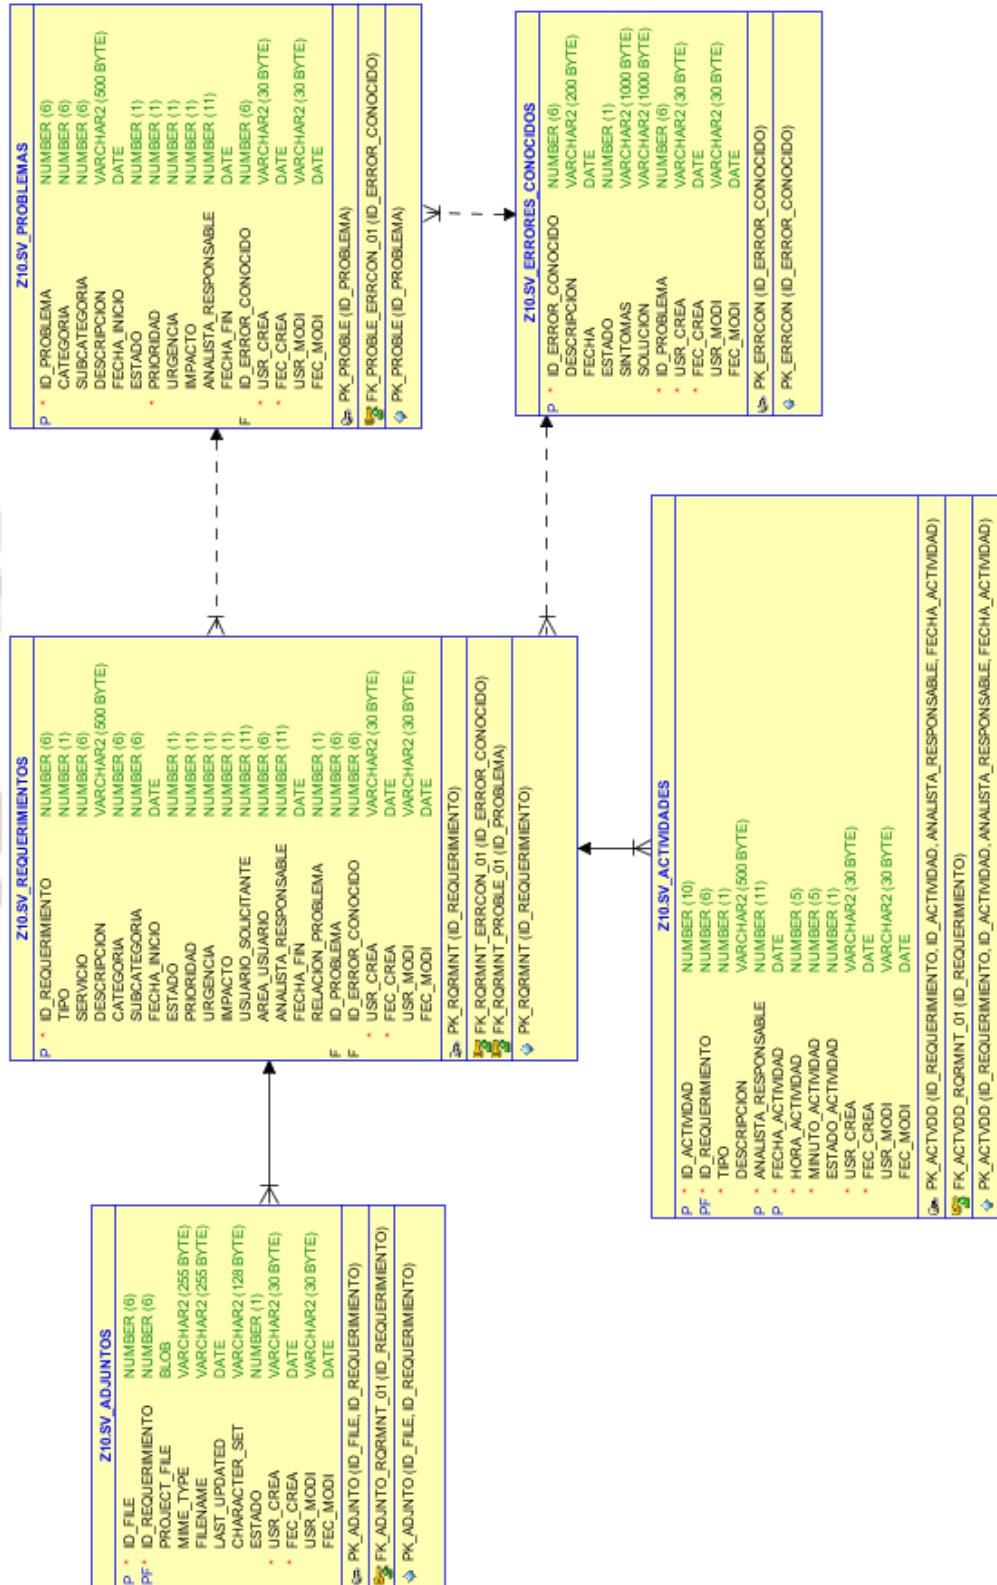 Z10.SV_ADJUNTOS
P * ID_FILE NUMBER (6)
PF * ID_REQUERIMIENTO NUMBER (6)
PROJECT_FILE BLOB
MIME_TYPE VARCHAR2 (255 BYTE)
FILENAME VARCHAR2 (255 BYTE)
LAST_UPDATED DATE
CHARACTER_SET VARCHAR2 (128 BYTE)
ESTADO NUMBER (1)
* USR_CREA VARCHAR2 (30 BYTE)
* FEC_CREA DATE
USR_MODI VARCHAR2 (30 BYTE)
FEC_MODI DATE
PK_ADJNTO (ID_FILE, ID_REQUERIMIENTO)
FK_ADJNTO_RQRMNT_01 (ID_REQUERIMIENTO)
PK_ADJNTO (ID_FILE, ID_REQUERIMIENTO)
Z10.SV_REQUERIMIENTOS
P * ID_REQUERIMIENTO NUMBER (6)
TIPO NUMBER (1)
SERVICIO NUMBER (6)
DESCRIPCION VARCHAR2 (500 BYTE)
CATEGORIA NUMBER (6)
SUBCATEGORIA NUMBER (6)
FECHA_INICIO DATE
ESTADO NUMBER (1)
PRIORIDAD NUMBER (1)
URGENCIA NUMBER (1)
IMPACTO NUMBER (1)
USUARIO_SOLICITANTE NUMBER (11)
AREA_USUARIO NUMBER (6)
ANALISTA_RESPONSABLE NUMBER (11)
FECHA_FIN DATE
RELACION_PROBLEMA NUMBER (1)
F ID_PROBLEMA NUMBER (6)
F ID_ERROR_CONOCIDO NUMBER (6)
* USR_CREA VARCHAR2 (30 BYTE)
* FEC_CREA DATE
USR_MODI VARCHAR2 (30 BYTE)
FEC_MODI DATE
PK_RQRMNT (ID_REQUERIMIENTO)
FK_RQRMNT_ERRCON_01 (ID_ERROR_CONOCIDO)
FK_RQRMNT_PROBLE_01 (ID_PROBLEMA)
PK_RQRMNT (ID_REQUERIMIENTO)
Z10.SV_PROBLEMAS
P * ID_PROBLEMA NUMBER (6)
CATEGORIA NUMBER (6)
SUBCATEGORIA NUMBER (6)
DESCRIPCION VARCHAR2 (500 BYTE)
FECHA_INICIO DATE
ESTADO NUMBER (1)
* PRIORIDAD NUMBER (1)
URGENCIA NUMBER (1)
IMPACTO NUMBER (1)
ANALISTA_RESPONSABLE NUMBER (11)
FECHA_FIN DATE
F ID_ERROR_CONOCIDO NUMBER (6)
* USR_CREA VARCHAR2 (30 BYTE)
* FEC_CREA DATE
USR_MODI VARCHAR2 (30 BYTE)
FEC_MODI DATE
PK_PROBLE (ID_PROBLEMA)
FK_PROBLE_ERRCON_01 (ID_ERROR_CONOCIDO)
PK_PROBLE (ID_PROBLEMA)
Z10.SV_ERRORES_CONOCIDOS
P * ID_ERROR_CONOCIDO NUMBER (6)
DESCRIPCION VARCHAR2 (200 BYTE)
FECHA DATE
ESTADO NUMBER (1)
SINTOMAS VARCHAR2 (1000 BYTE)
SOLUCION VARCHAR2 (1000 BYTE)
* ID_PROBLEMA NUMBER (6)
* USR_CREA VARCHAR2 (30 BYTE)
* FEC_CREA DATE
USR_MODI VARCHAR2 (30 BYTE)
FEC_MODI DATE
PK_ERRCON (ID_ERROR_CONOCIDO)
PK_ERRCON (ID_ERROR_CONOCIDO)
Z10.SV_ACTIVIDADES
P * ID_ACTIVIDAD NUMBER (10)
PF * ID_REQUERIMIENTO NUMBER (6)
* TIPO NUMBER (1)
DESCRIPCION VARCHAR2 (500 BYTE)
P * ANALISTA_RESPONSABLE NUMBER (11)
P * FECHA_ACTIVIDAD DATE
* HORA_ACTIVIDAD NUMBER (5)
* MINUTO_ACTIVIDAD NUMBER (5)
ESTADO_ACTIVIDAD NUMBER (1)
* USR_CREA VARCHAR2 (30 BYTE)
* FEC_CREA DATE
USR_MODI VARCHAR2 (30 BYTE)
FEC_MODI DATE
PK_ACTVDD (ID_REQUERIMIENTO, ID_ACTIVIDAD, ANALISTA_RESPONSABLE, FECHA_ACTIVIDAD)
FK_ACTVDD_RQRMNT_01 (ID_REQUERIMIENTO)
PK_ACTVDD (ID_REQUERIMIENTO, ID_ACTIVIDAD, ANALISTA_RESPONSABLE, FECHA_ACTIVIDAD)